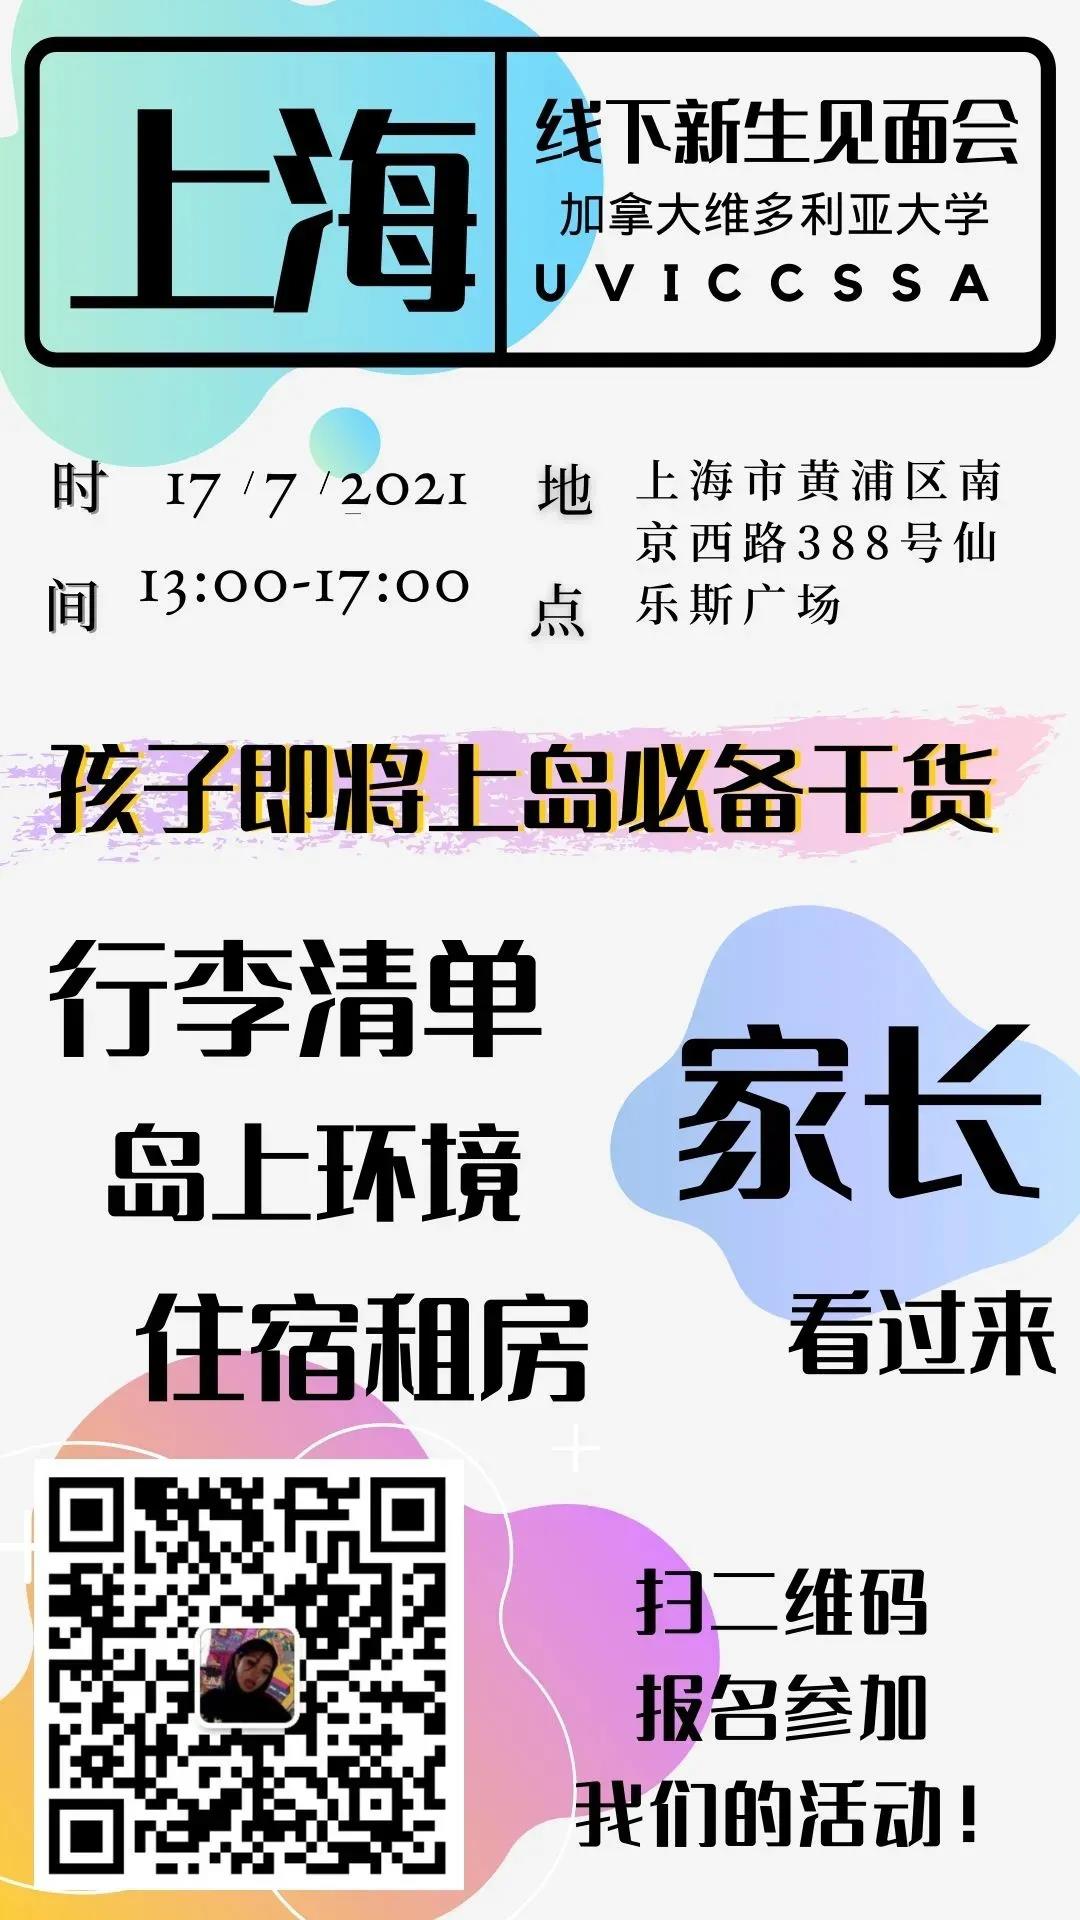 上海
线下新生见面会
加拿大维多利亚大学
UVICCSSA
时间
17/7/2021
13:00-17:00
地点
上海市黄浦区南
京西路388号仙
乐斯广场
孩子即将上岛必备干货
行李清单
岛上环境
住宿租房
家长
看过来
扫二维码
报名参加
我们的活动！